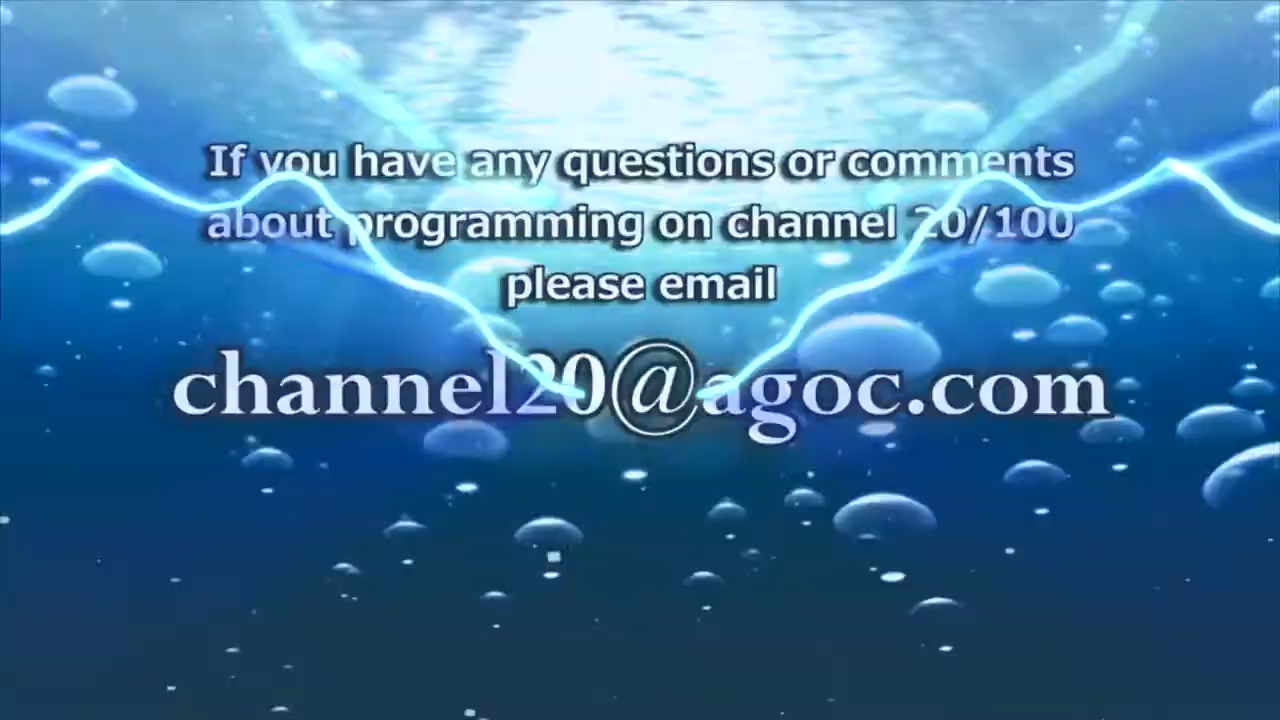 If you have any questions or comments
about programming on channel 20/100
please email
channel20@agoc.com